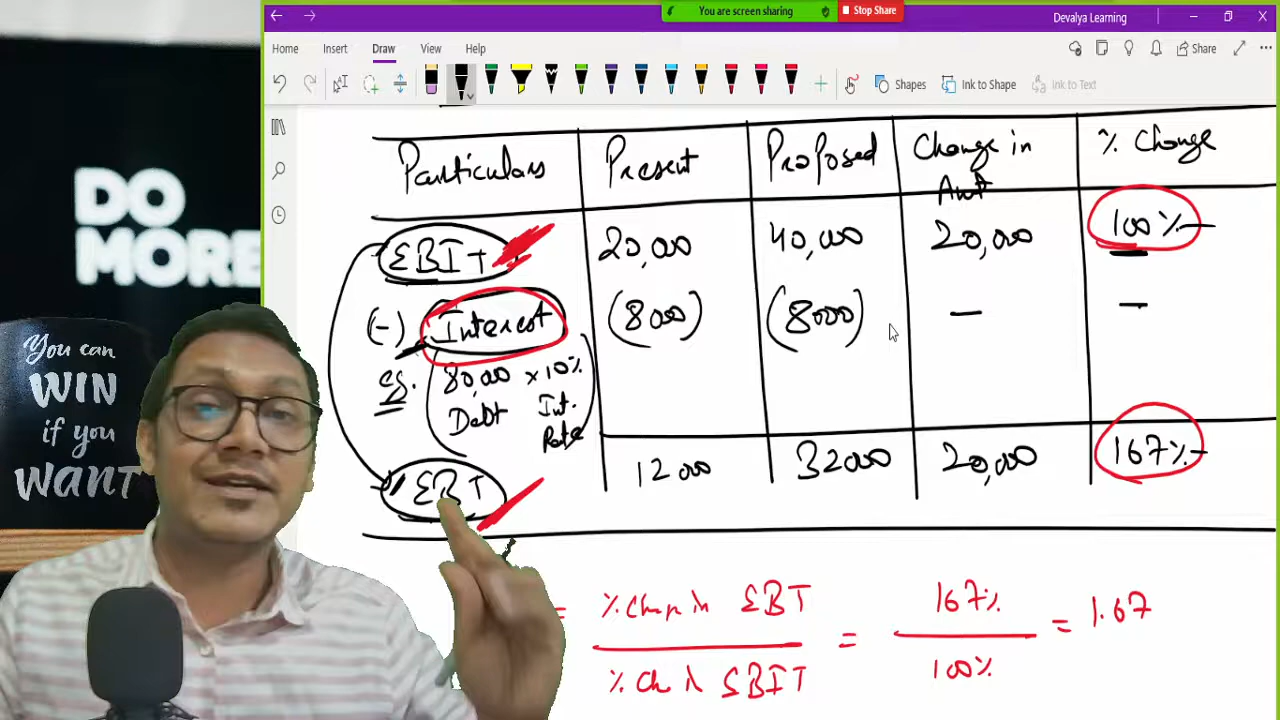 You are screen sharing
Stop Share
Devalya Learning
Home Insert Draw View Help
Share
Shapes
Ink to Shape
Ink to Text
DO
MORE
You can
WIN
if you
WANT
Particulars Present Proposed Change in Amt % Change
EBIT 20,000 40,000 20,000 100%
(-) Interest (8000) (8000) – –
eg. 80,000 × 10%
Debt Int.
Rate
EBT 12000 32000 20,000 167%
= % Change in EBT / % Ch in EBIT = 167% / 100% = 1.67